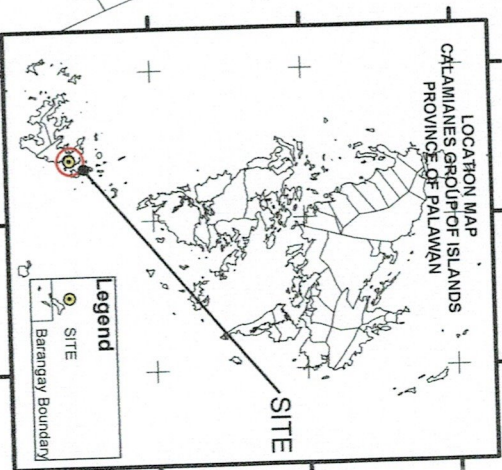 LOCATION MAP
CALAMIANES GROUP OF ISLANDS
PROVINCE OF PALAWAN
SITE
Legend
SITE
Barangay Boundary